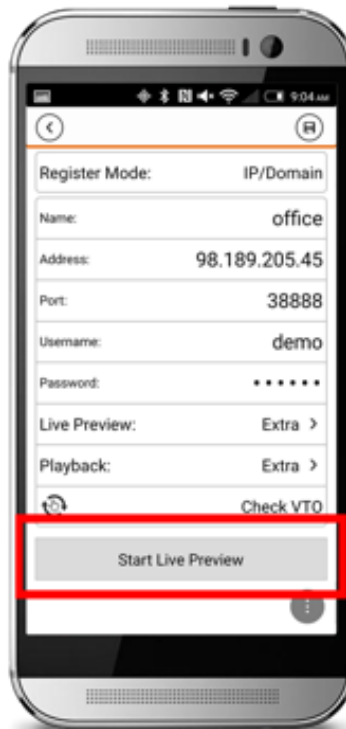 9:04 AM
Register Mode: IP/Domain
Name: office
Address: 98.189.205.45
Port: 38888
Username: demo
Password: ••••••
Live Preview: Extra >
Playback: Extra >
Check VTO
Start Live Preview